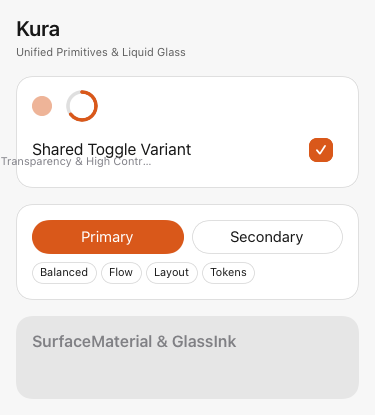 Kura
Unified Primitives & Liquid Glass
Shared Toggle Variant
Transparency & High Contr...
Primary
Secondary
Balanced
Flow
Layout
Tokens
SurfaceMaterial & GlassInk